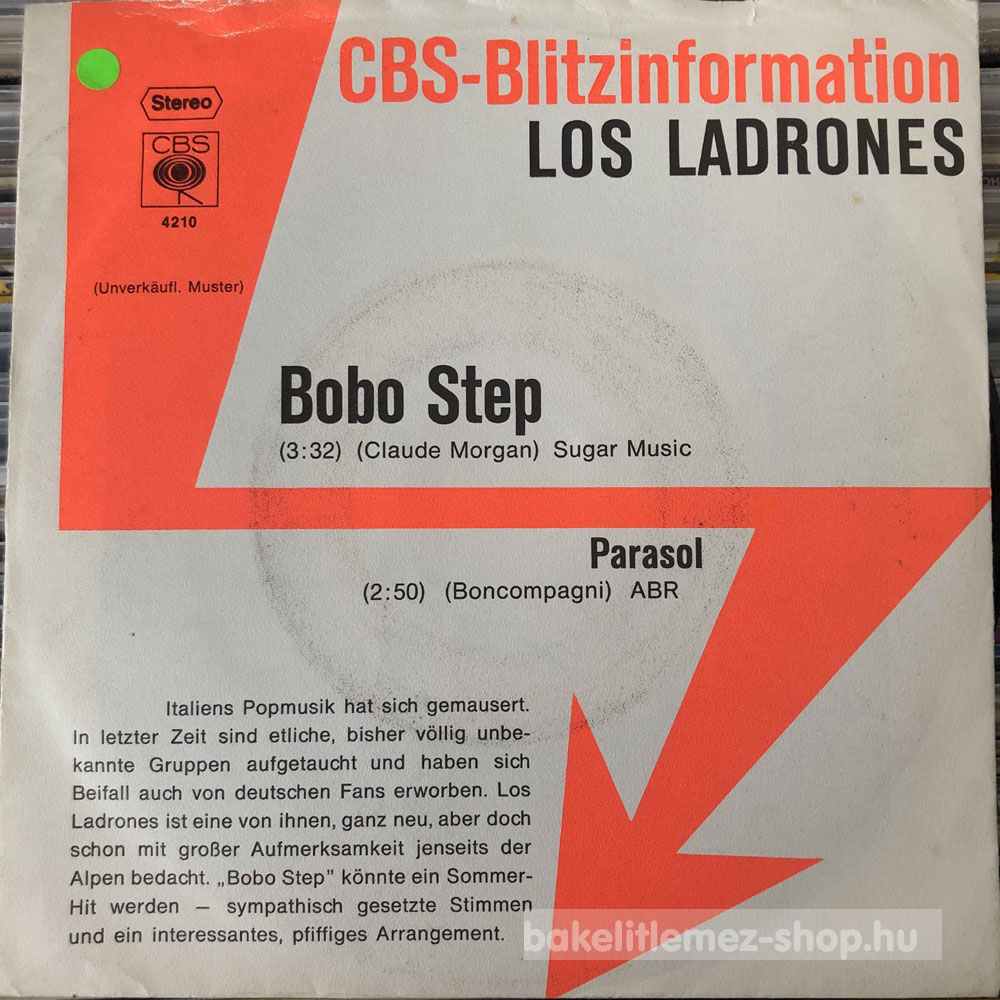 CBS-Blitzinformation
LOS LADRONES
Stereo
CBS
4210
(Unverkäufl. Muster)
Bobo Step
(3:32) (Claude Morgan) Sugar Music
Parasol
(2:50) (Boncompagni) ABR
Italiens Popmusik hat sich gemausert.
In letzter Zeit sind etliche, bisher völlig unbe-
kannte Gruppen aufgetaucht und haben sich
Beifall auch von deutschen Fans erworben. Los
Ladrones ist eine von ihnen, ganz neu, aber doch
schon mit großer Aufmerksamkeit jenseits der
Alpen bedacht. „Bobo Step" könnte ein Sommer-
Hit werden – sympathisch gesetzte Stimmen
und ein interessantes, pfiffiges Arrangement.
bakelitlemez-shop.hu